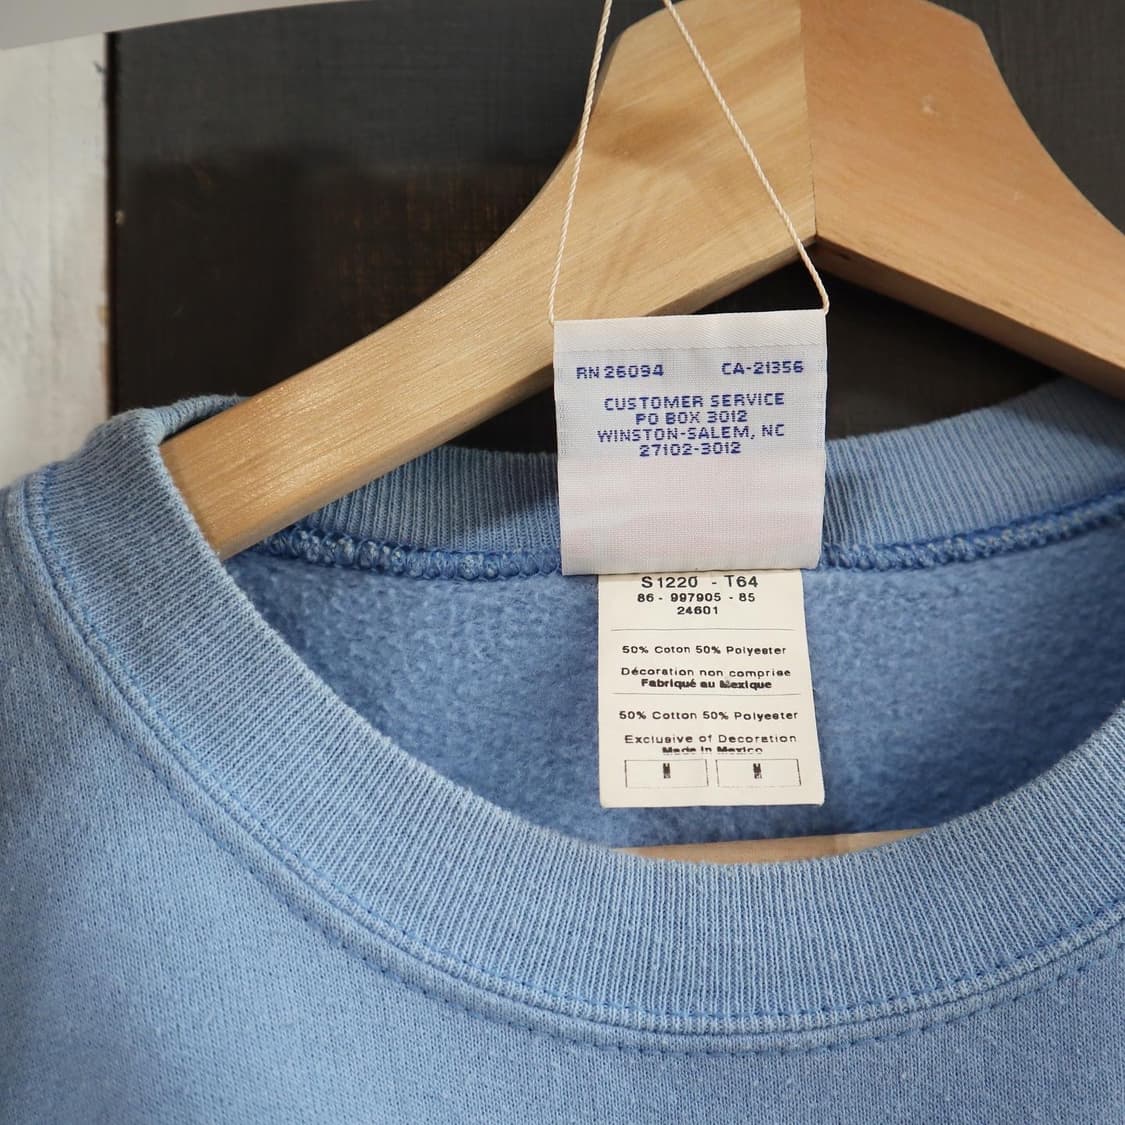 RN 26094 CA-21356
CUSTOMER SERVICE
PO BOX 3012
WINSTON-SALEM, NC
27102-3012
S1220 - T64
86 - 997905 - 85
24601
50% Coton 50% Polyester
Décoration non comprise
Fabriqué au Mexique
50% Cotton 50% Polyester
Exclusive of Decoration
Made in Mexico